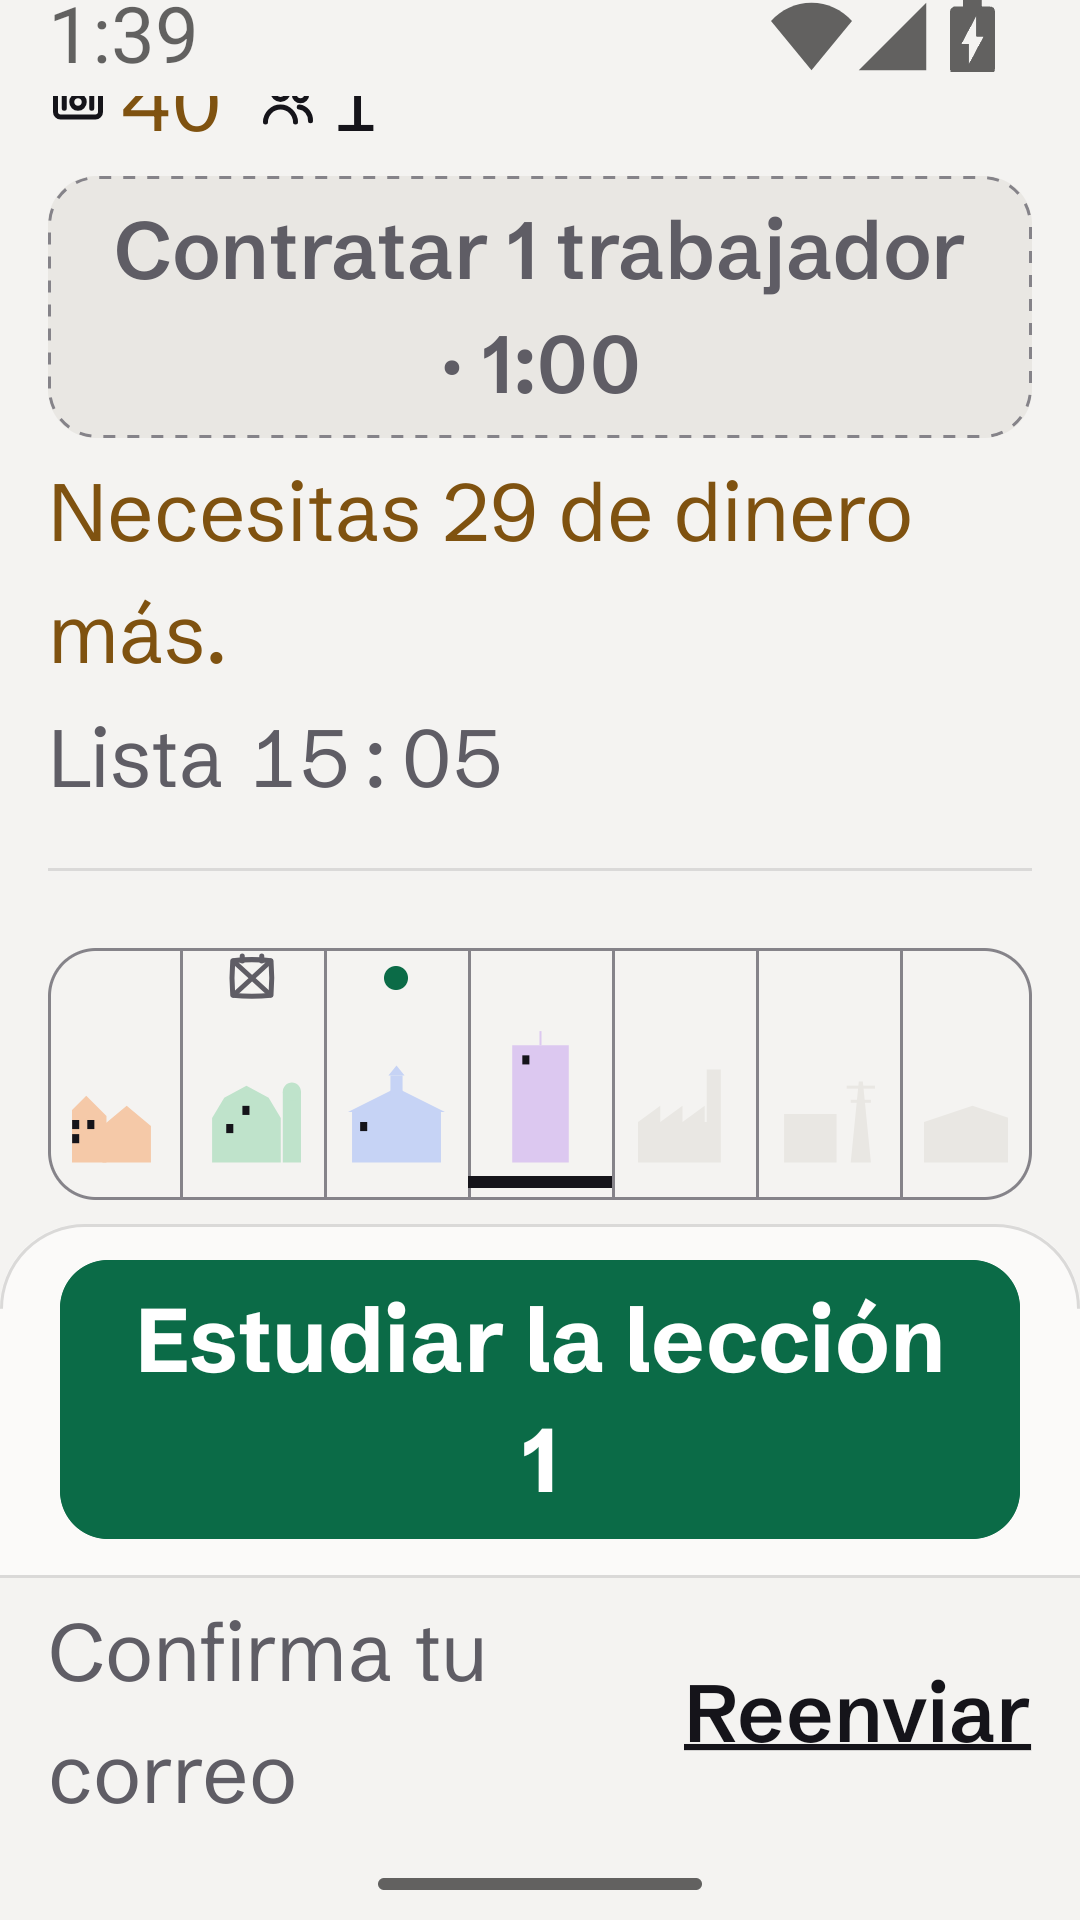 1:39
40 1
Contratar 1 trabajador
· 1:00
Necesitas 29 de dinero
más.
Lista 15:05
Estudiar la lección
1
Confirma tu
correo
Reenviar